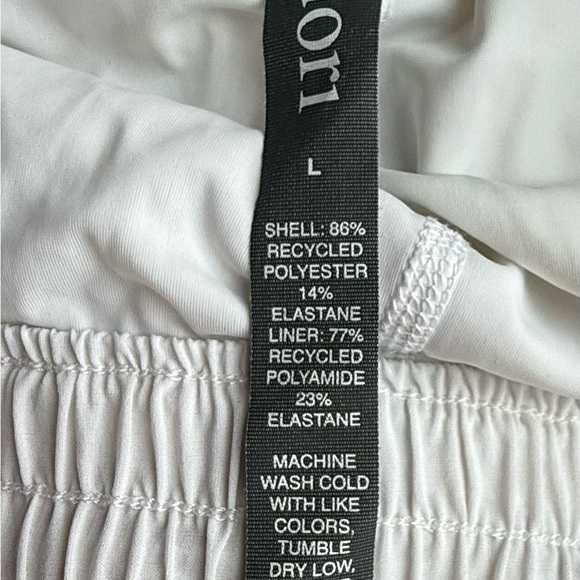 L
SHELL: 86%
RECYCLED
POLYESTER
14%
ELASTANE
LINER: 77%
RECYCLED
POLYAMIDE
23%
ELASTANE
MACHINE
WASH COLD
WITH LIKE
COLORS,
TUMBLE
DRY LOW,